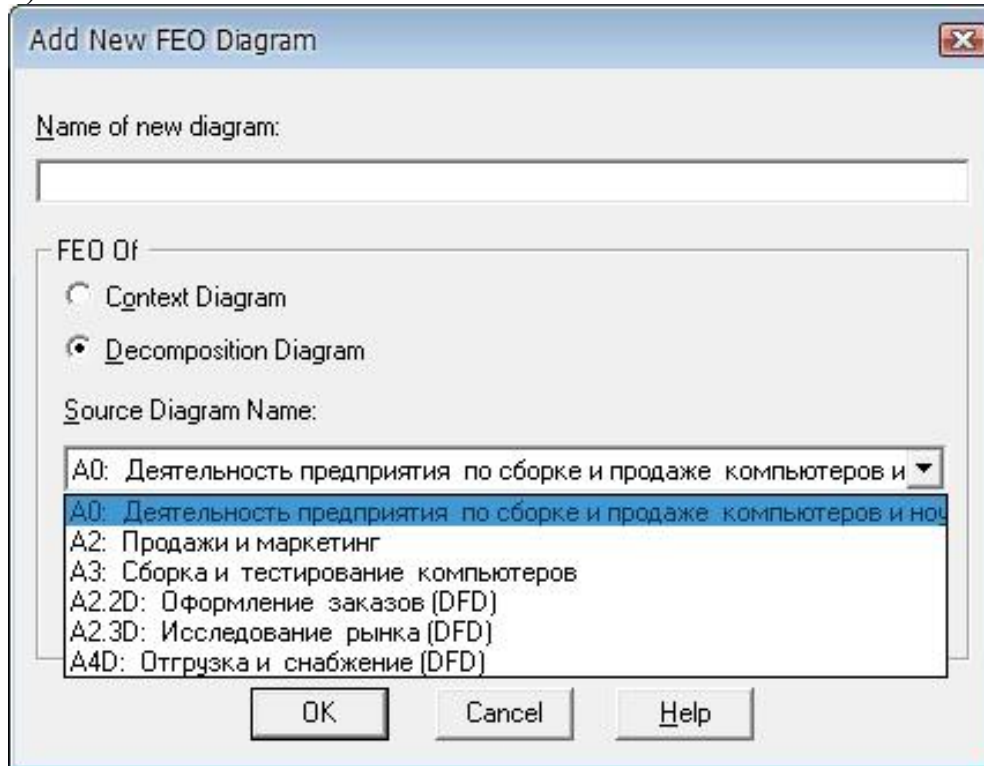 )
Add New FEO Diagram
Name of new diagram:
FEO Of
Context Diagram
Decomposition Diagram
Source Diagram Name:
A0: Деятельность предприятия по сборке и продаже компьютеров и
A0: Деятельность предприятия по сборке и продаже компьютеров и ноу
A2: Продажи и маркетинг
A3: Сборка и тестирование компьютеров
A2.2D: Оформление заказов (DFD)
A2.3D: Исследование рынка (DFD)
A4D: Отгрузка и снабжение (DFD)
OK Cancel Help